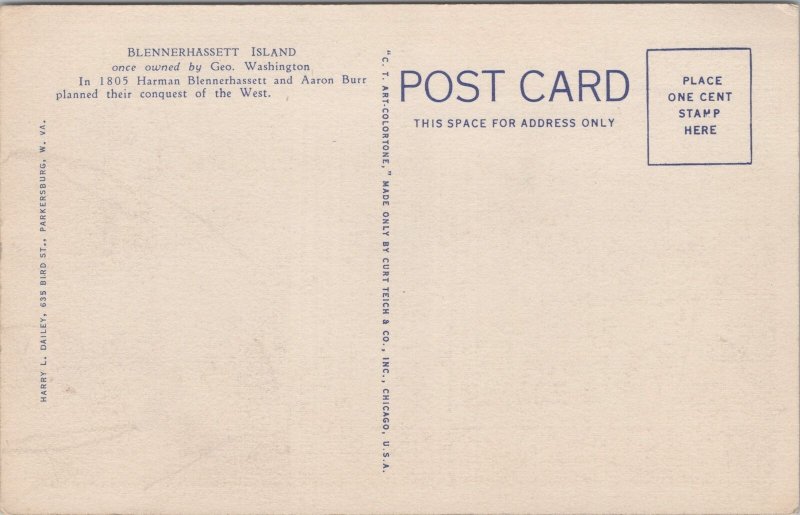 BLENNERHASSETT ISLAND
once owned by Geo. Washington
In 1805 Harman Blennerhassett and Aaron Burr
planned their conquest of the West.
HARRY L. DAILEY, 635 BIRD ST., PARKERSBURG, W. VA.
"C. T. ART-COLORTONE," MADE ONLY BY CURT TEICH & CO., INC., CHICAGO, U.S.A.
POST CARD
THIS SPACE FOR ADDRESS ONLY
PLACE
ONE CENT
STAMP
HERE